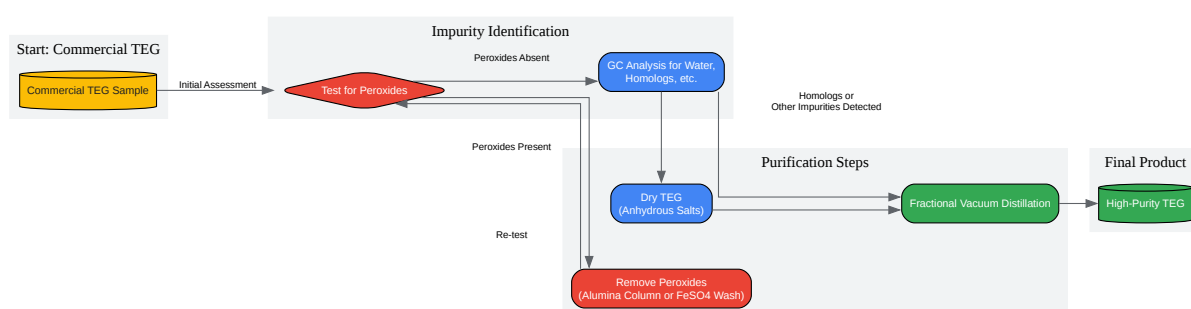 Start: Commercial TEG
Commercial TEG Sample
Initial Assessment
Impurity Identification
Test for Peroxides
Peroxides Absent
GC Analysis for Water,
Homologs, etc.
Homologs or
Other Impurities Detected
Peroxides Present
Re-test
Purification Steps
Dry TEG
(Anhydrous Salts)
Fractional Vacuum Distillation
Remove Peroxides
(Alumina Column or FeSO4 Wash)
Final Product
High-Purity TEG